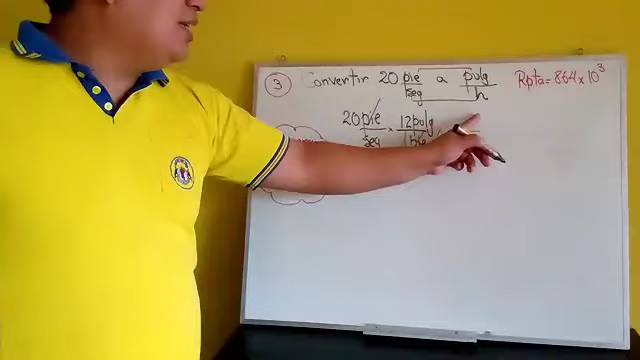 3 Convertir 20 pie/seg a pulg/h Rpta = 864 x 10³
20 pie/seg x 12 pulg/1 pie